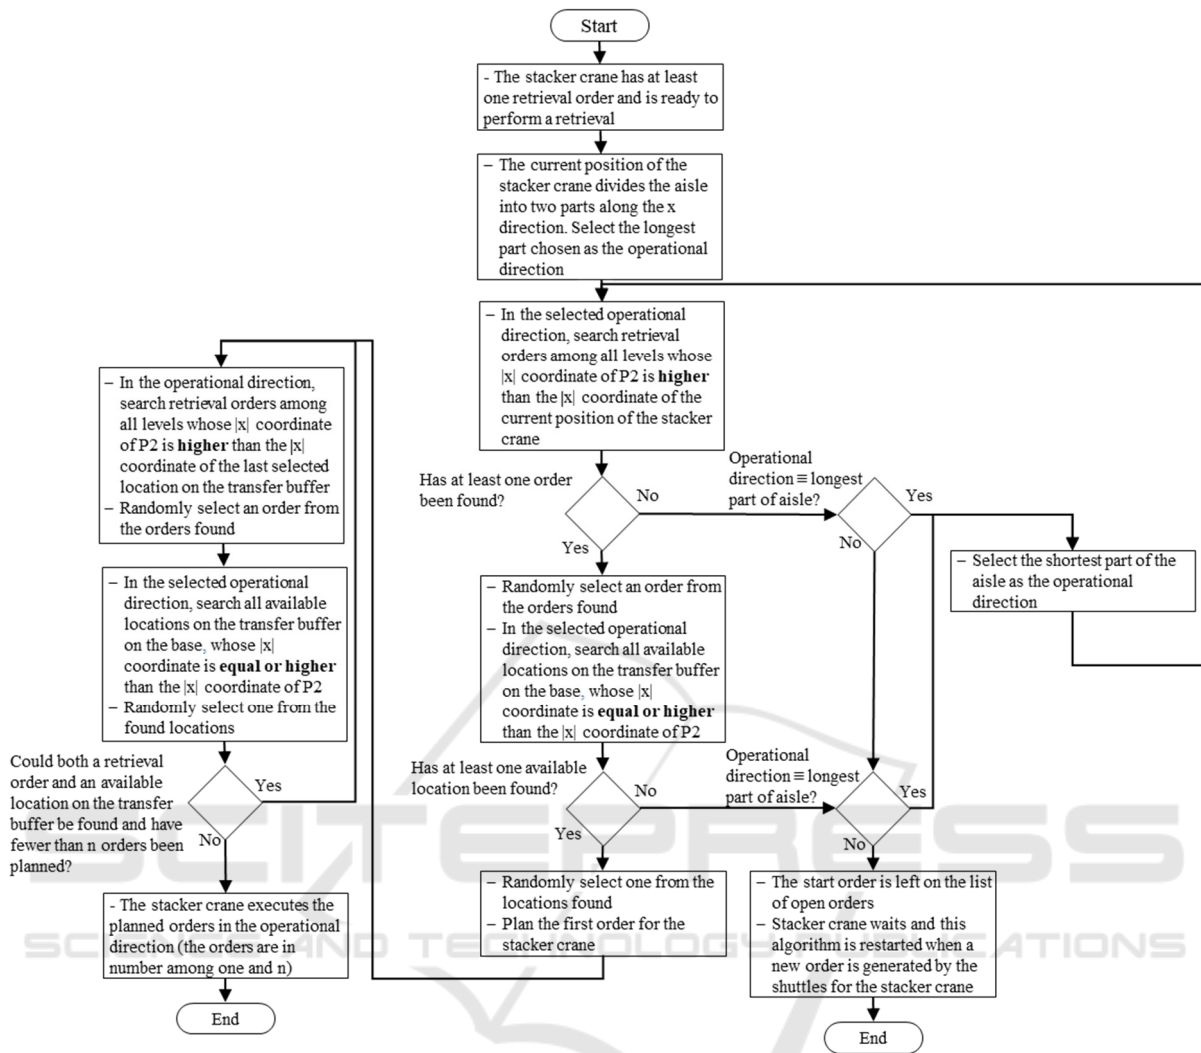 Start
- The stacker crane has at least
one retrieval order and is ready to
perform a retrieval
– The current position of the
stacker crane divides the aisle
into two parts along the x
direction. Select the longest
part chosen as the operational
direction
– In the selected operational
direction, search retrieval
orders among all levels whose
|x| coordinate of P2 is higher
than the |x| coordinate of the
current position of the stacker
crane
Has at least one order
been found?
No
Yes
Operational
direction ≡ longest
part of aisle?
Yes
No
– Select the shortest part of the
aisle as the operational
direction
– Randomly select an order from
the orders found
– In the selected operational
direction, search all available
locations on the transfer buffer
on the base, whose |x|
coordinate is equal or higher
than the |x| coordinate of P2
Has at least one available
location been found?
No
Yes
Operational
direction ≡ longest
part of aisle?
Yes
No
– Randomly select one from the
locations found
– Plan the first order for the
stacker crane
– The start order is left on the list
of open orders
– Stacker crane waits and this
algorithm is restarted when a
new order is generated by the
shuttles for the stacker crane
End
– In the operational direction,
search retrieval orders among
all levels whose |x| coordinate
of P2 is higher than the |x|
coordinate of the last selected
location on the transfer buffer
– Randomly select an order from
the orders found
– In the selected operational
direction, search all available
locations on the transfer buffer
on the base, whose |x|
coordinate is equal or higher
than the |x| coordinate of P2
– Randomly select one from the
found locations
Could both a retrieval
order and an available
location on the transfer
buffer be found and have
fewer than n orders been
planned?
Yes
No
- The stacker crane executes the
planned orders in the operational
direction (the orders are in
number among one and n)
End
SCITEPRESS
SCIENCE AND TECHNOLOGY PUBLICATIONS